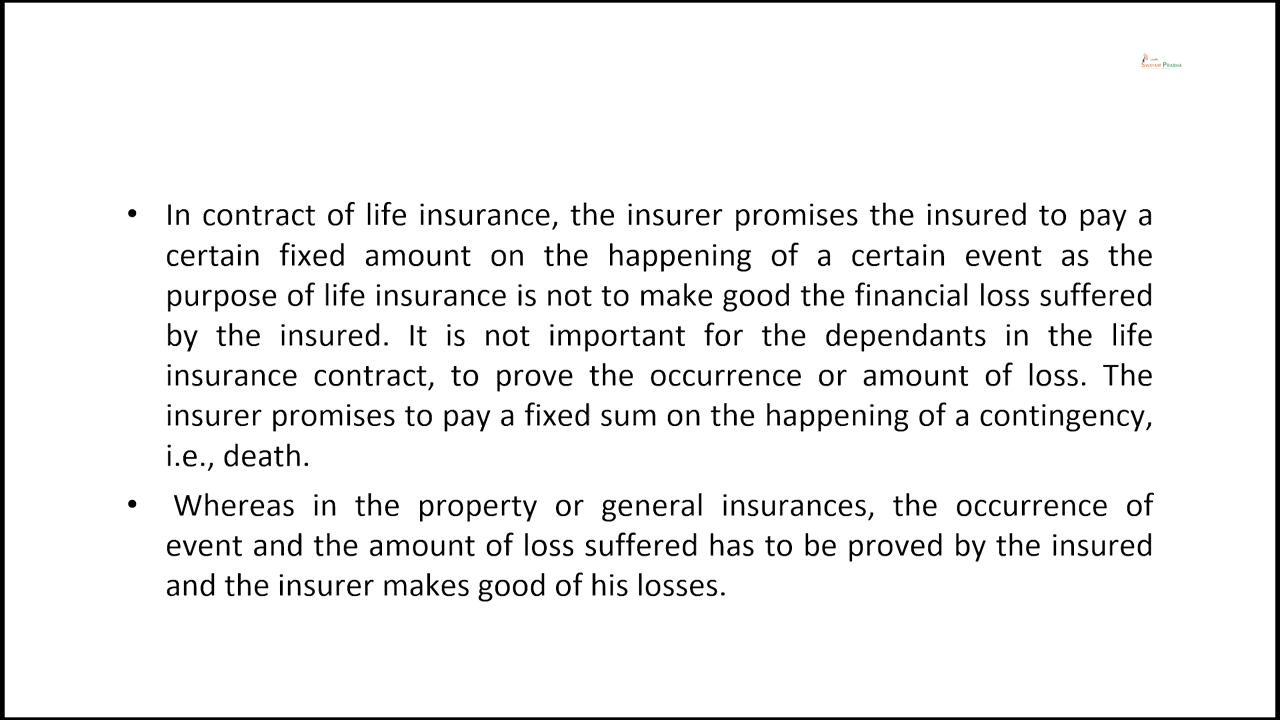 Swayam Prabha
• In contract of life insurance, the insurer promises the insured to pay a
certain fixed amount on the happening of a certain event as the
purpose of life insurance is not to make good the financial loss suffered
by the insured. It is not important for the dependants in the life
insurance contract, to prove the occurrence or amount of loss. The
insurer promises to pay a fixed sum on the happening of a contingency,
i.e., death.
• Whereas in the property or general insurances, the occurrence of
event and the amount of loss suffered has to be proved by the insured
and the insurer makes good of his losses.